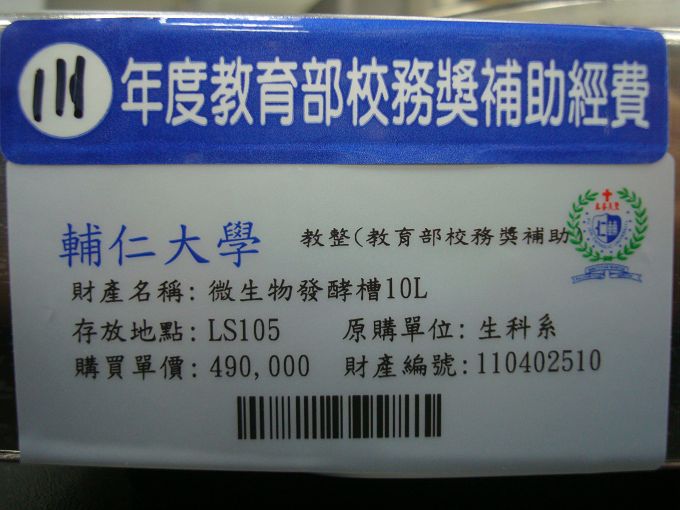 111 年度教育部校務獎補助經費
輔仁大學 教整(教育部校務獎補助
財產名稱: 微生物發酵槽10L
存放地點: LS105 原購單位: 生科系
購買單價: 490,000 財產編號: 110402510